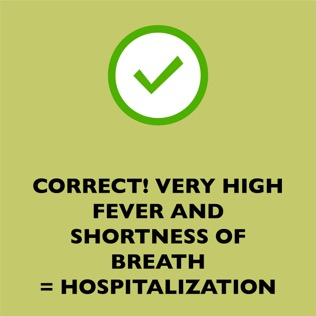 CORRECT! VERY HIGH
FEVER AND
SHORTNESS OF
BREATH
= HOSPITALIZATION